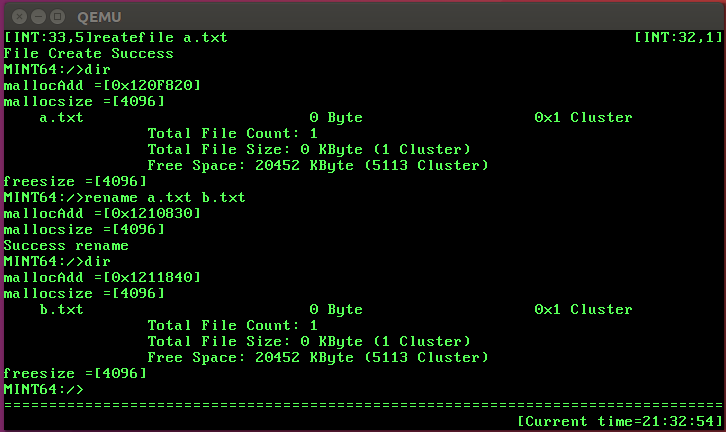 QEMU
[INT:33,5]reatefile a.txt [INT:32,1]
File Create Success
MINT64:/>dir
mallocAdd =[0x120F820]
mallocsize =[4096]
a.txt 0 Byte 0x1 Cluster
Total File Count: 1
Total File Size: 0 KByte (1 Cluster)
Free Space: 20452 KByte (5113 Cluster)
freesize =[4096]
MINT64:/>rename a.txt b.txt
mallocAdd =[0x1210830]
mallocsize =[4096]
Success rename
MINT64:/>dir
mallocAdd =[0x1211840]
mallocsize =[4096]
b.txt 0 Byte 0x1 Cluster
Total File Count: 1
Total File Size: 0 KByte (1 Cluster)
Free Space: 20452 KByte (5113 Cluster)
freesize =[4096]
MINT64:/>
================================================================================
[Current time=21:32:54]